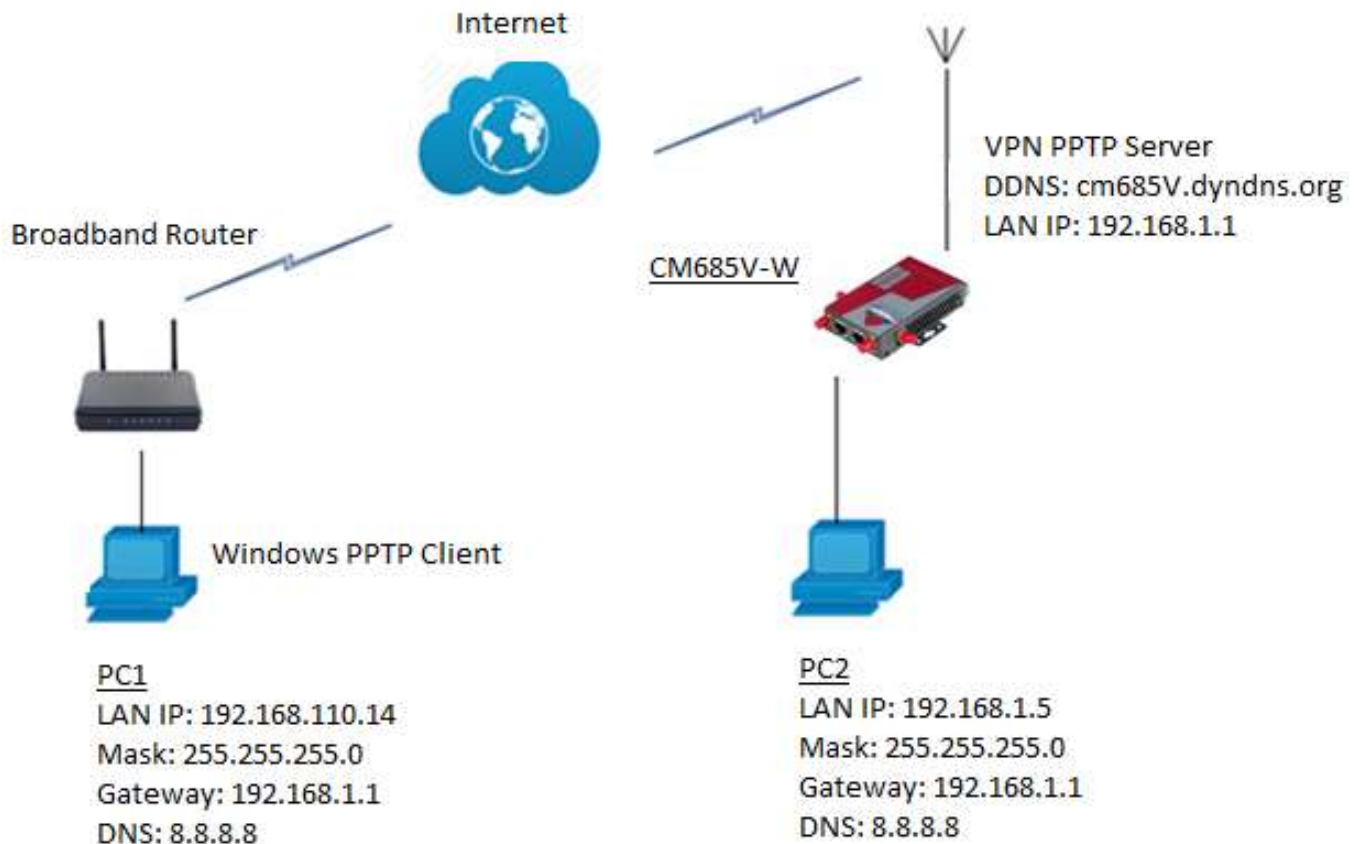 Internet
VPN PPTP Server
DDNS: cm685V.dyndns.org
LAN IP: 192.168.1.1
Broadband Router
CM685V-W
Windows PPTP Client
PC1
LAN IP: 192.168.110.14
Mask: 255.255.255.0
Gateway: 192.168.1.1
DNS: 8.8.8.8
PC2
LAN IP: 192.168.1.5
Mask: 255.255.255.0
Gateway: 192.168.1.1
DNS: 8.8.8.8